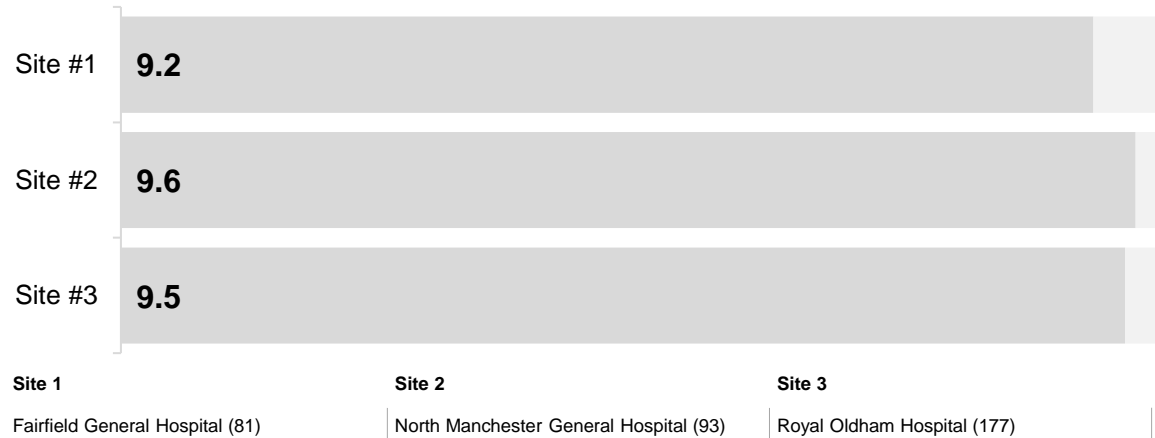 Site #1 9.2
Site #2 9.6
Site #3 9.5
Site 1 Site 2 Site 3
Fairfield General Hospital (81) North Manchester General Hospital (93) Royal Oldham Hospital (177)